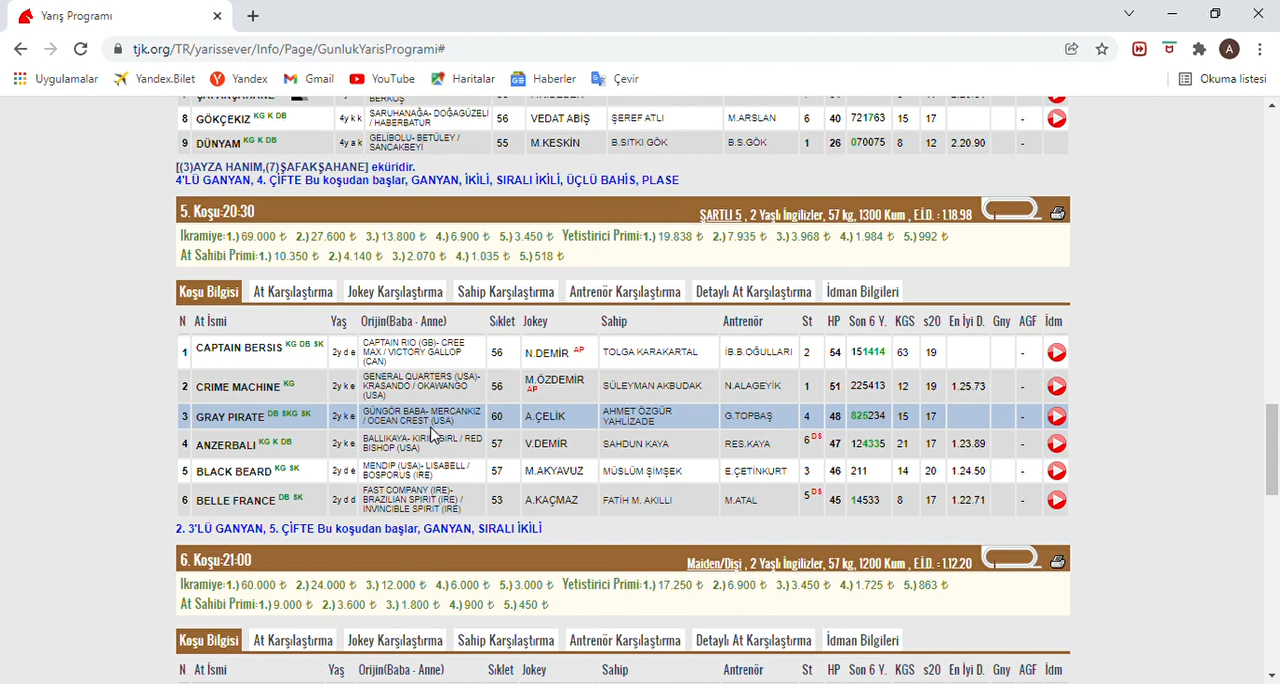 Yarış Programı
tjk.org/TR/yarissever/Info/Page/GunlukYarisProgrami#
A
Uygulamalar Yandex.Bilet Yandex Gmail YouTube Haritalar Haberler Çevir Okuma listesi
BERKUŞ
8 GÖKÇEKIZ KG K DB 4y k k SARUHANAĞA- DOĞAGÜZELİ / HABERBATUR 56 VEDAT ABİŞ ŞEREF ATLI M.ARSLAN 6 40 721763 15 17 -
9 DÜNYAM KG K DB 4y a k GELİBOLU- BETÜLEY / SANCAKBEYİ 55 M.KESKİN B.SITKI GÖK B.S.GÖK 1 26 070075 8 12 2.20.90 -
[(3)AYZA HANIM,(7)ŞAFAKŞAHANE] eküridir.
4'LÜ GANYAN, 4. ÇİFTE Bu koşudan başlar, GANYAN, İKİLİ, SIRALI İKİLİ, ÜÇLÜ BAHİS, PLASE
5. Koşu:20:30 ŞARTLI 5 , 2 Yaşlı İngilizler, 57 kg, 1300 Kum , E.İ.D. : 1.18.98
İkramiye:1.) 69.000 ₺ 2.) 27.600 ₺ 3.) 13.800 ₺ 4.) 6.900 ₺ 5.) 3.450 ₺ Yetistirici Primi:1.) 19.838 ₺ 2.) 7.935 ₺ 3.) 3.968 ₺ 4.) 1.984 ₺ 5.) 992 ₺
At Sahibi Primi:1.) 10.350 ₺ 2.) 4.140 ₺ 3.) 2.070 ₺ 4.) 1.035 ₺ 5.) 518 ₺
Koşu Bilgisi At Karşılaştırma Jokey Karşılaştırma Sahip Karşılaştırma Antrenör Karşılaştırma Detaylı At Karşılaştırma İdman Bilgileri
N At İsmi Yaş Orijin(Baba - Anne) Sıklet Jokey Sahip Antrenör St HP Son 6 Y. KGS s20 En İyi D. Gny AGF İdm
1 CAPTAIN BERSIS KG DB SK 2y d e CAPTAIN RIO (GB)- CREE MAX / VICTORY GALLOP (CAN) 56 N.DEMİR AP TOLGA KARAKARTAL İB.B.OĞULLARI 2 54 151414 63 19 -
2 CRIME MACHINE KG 2y k e GENERAL QUARTERS (USA)- KRASANDO / OKAWANGO (USA) 56 M.ÖZDEMİR AP SÜLEYMAN AKBUDAK N.ALAGEYİK 1 51 225413 12 19 1.25.73 -
3 GRAY PIRATE DB SKG SK 2y k e GÜNGÖR BABA- MERCANKIZ / OCEAN CREST (USA) 60 A.ÇELİK AHMET ÖZGÜR YAHLIZADE G.TOPBAŞ 4 48 825234 15 17 -
4 ANZERBALI KG K DB 2y k e BALLIKAYA- GIRL / RED BISHOP (USA) 57 V.DEMİR SAHDUN KAYA RES.KAYA 6 DS 47 124335 21 17 1.23.89 -
5 BLACK BEARD KG SK 2y d e MENDIP (USA)- LISABELL / BOSPORUS (IRE) 57 M.AKYAVUZ MÜSLÜM ŞİMŞEK E.ÇETİNKURT 3 46 211 14 20 1.24.50 -
6 BELLE FRANCE DB SK 2y d d FAST COMPANY (IRE)- BRAZILIAN SPIRIT (IRE) / INVINCIBLE SPIRIT (IRE) 53 A.KAÇMAZ FATİH M. AKILLI M.ATAL 5 DS 45 14533 8 17 1.22.71 -
2. 3'LÜ GANYAN, 5. ÇİFTE Bu koşudan başlar, GANYAN, SIRALI İKİLİ
6. Koşu:21:00 Maiden/Dişi , 2 Yaşlı İngilizler, 57 kg, 1200 Kum , E.İ.D. : 1.12.20
İkramiye:1.) 60.000 ₺ 2.) 24.000 ₺ 3.) 12.000 ₺ 4.) 6.000 ₺ 5.) 3.000 ₺ Yetistirici Primi:1.) 17.250 ₺ 2.) 6.900 ₺ 3.) 3.450 ₺ 4.) 1.725 ₺ 5.) 863 ₺
At Sahibi Primi:1.) 9.000 ₺ 2.) 3.600 ₺ 3.) 1.800 ₺ 4.) 900 ₺ 5.) 450 ₺
Koşu Bilgisi At Karşılaştırma Jokey Karşılaştırma Sahip Karşılaştırma Antrenör Karşılaştırma Detaylı At Karşılaştırma İdman Bilgileri
N At İsmi Yaş Orijin(Baba - Anne) Sıklet Jokey Sahip Antrenör St HP Son 6 Y. KGS s20 En İyi D. Gny AGF İdm